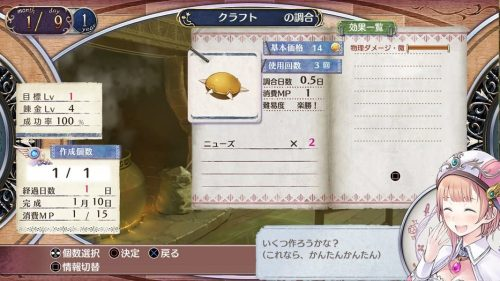 month day
1/9 1 year
クラフト の調合
効果一覧
基本価格 14
使用回数 3回
物理ダメージ・微
調合日数 0.5日
消費MP 1
難易度 楽勝！
目標Lv 1
錬金Lv 4
成功率 100%
作成個数
1/1
経過日数 1 日
完成 1月10日
消費MP 1/15
ニューズ × 2
個数選択 決定 戻る
情報切替
いくつ作ろうかな？
（これなら、かんたんかんたん）